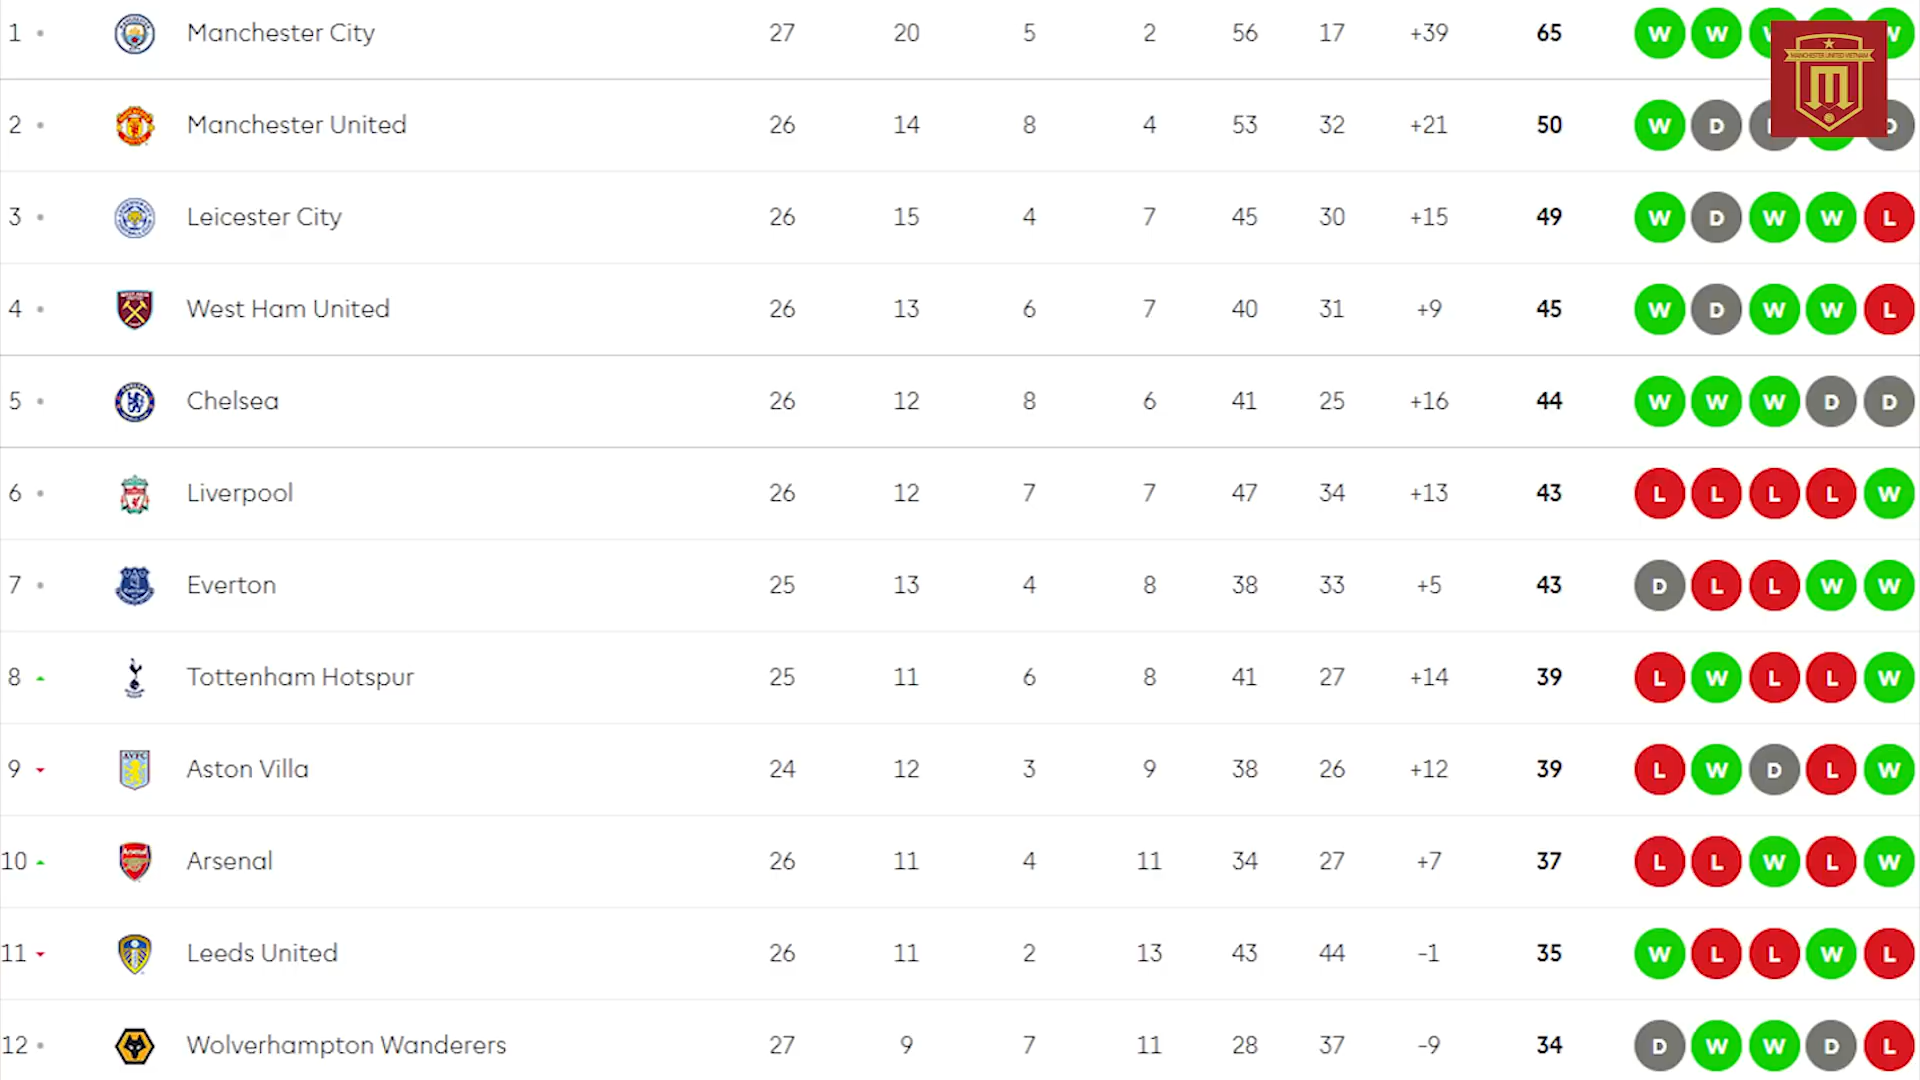 1 Manchester City 27 20 5 2 56 17 +39 65 W W W
2 Manchester United 26 14 8 4 53 32 +21 50 W D D
MANCHESTER UNITED VIETNAM
M
3 Leicester City 26 15 4 7 45 30 +15 49 W D W W L
4 West Ham United 26 13 6 7 40 31 +9 45 W D W W L
5 Chelsea 26 12 8 6 41 25 +16 44 W W W D D
6 Liverpool 26 12 7 7 47 34 +13 43 L L L L W
7 Everton 25 13 4 8 38 33 +5 43 D L L W W
8 Tottenham Hotspur 25 11 6 8 41 27 +14 39 L W L L W
9 Aston Villa 24 12 3 9 38 26 +12 39 L W D L W
10 Arsenal 26 11 4 11 34 27 +7 37 L L W L W
11 Leeds United 26 11 2 13 43 44 -1 35 W L L W L
12 Wolverhampton Wanderers 27 9 7 11 28 37 -9 34 D W W D L